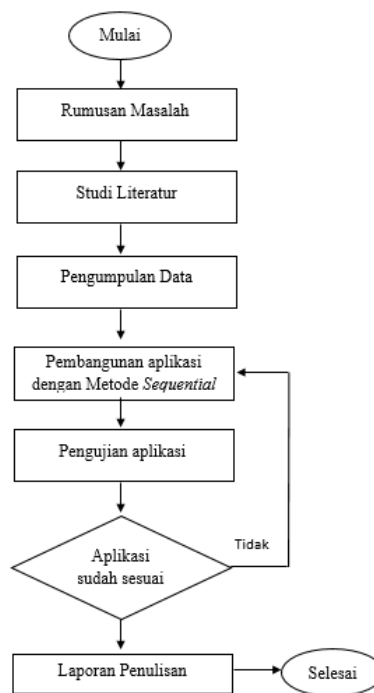 Mulai
Rumusan Masalah
Studi Literatur
Pengumpulan Data
Pembangunan aplikasi
dengan Metode Sequential
Pengujian aplikasi
Aplikasi
sudah sesuai
Tidak
Laporan Penulisan
Selesai